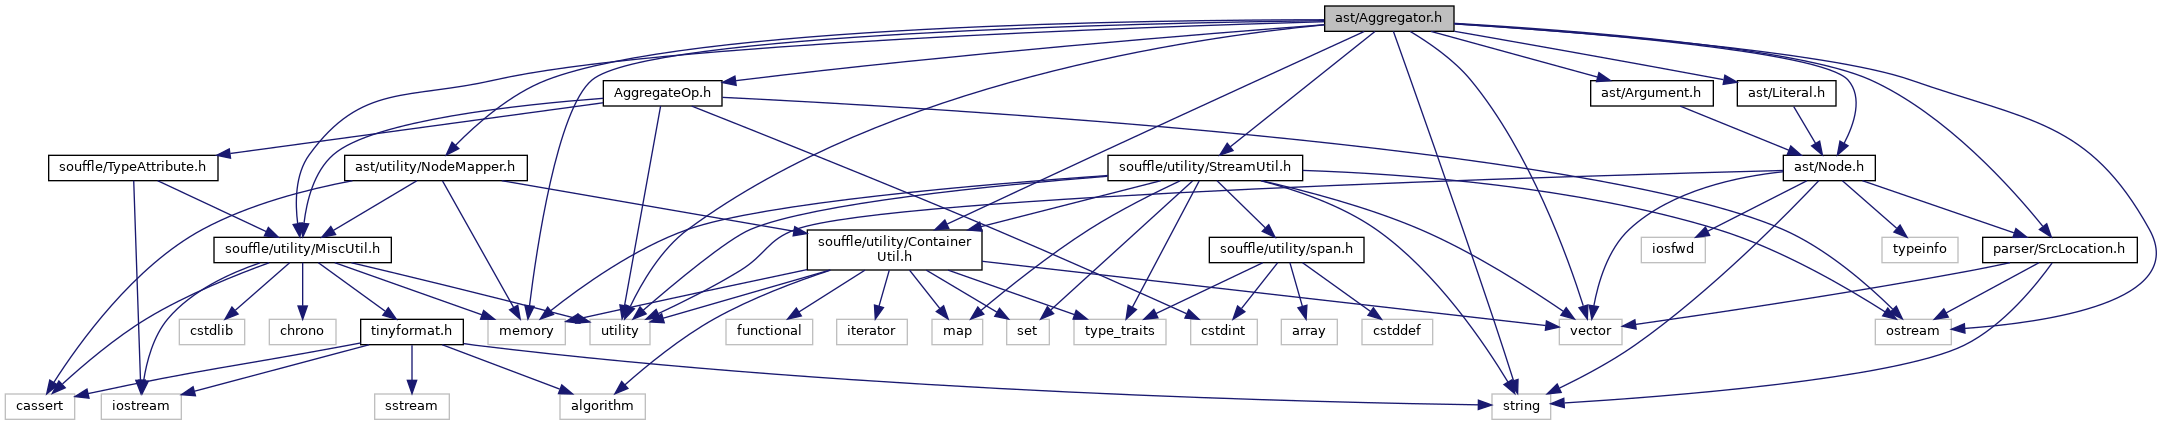 ast/Aggregator.h
AggregateOp.h
ast/Argument.h
ast/Literal.h
souffle/TypeAttribute.h
ast/utility/NodeMapper.h
souffle/utility/StreamUtil.h
ast/Node.h
souffle/utility/MiscUtil.h
souffle/utility/Container
Util.h
souffle/utility/span.h
iosfwd
typeinfo
parser/SrcLocation.h
cstdlib
chrono
tinyformat.h
memory
utility
functional
iterator
map
set
type_traits
cstdint
array
cstddef
vector
ostream
cassert
iostream
sstream
algorithm
string